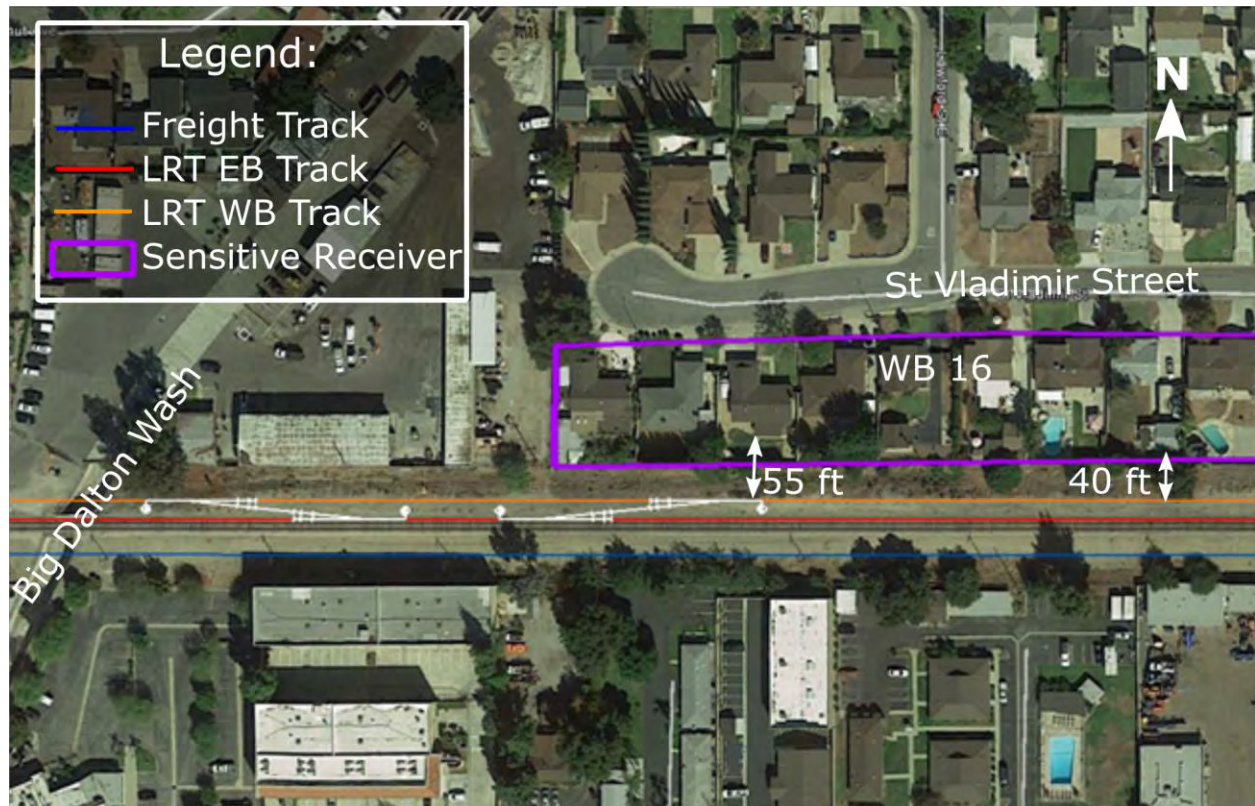 Legend:
Freight Track
LRT EB Track
LRT WB Track
Sensitive Receiver
N
St Vladimir Street
WB 16
55 ft
40 ft
Big Dalton Wash